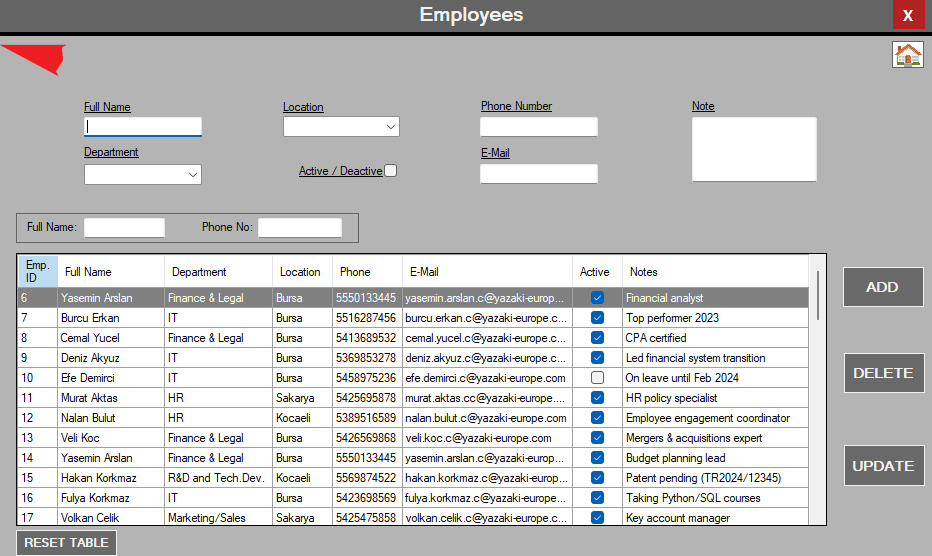 Employees
X
Full Name
Location
Phone Number
Note
Department
Active / Deactive
E-Mail
Full Name:
Phone No:
Emp. ID Full Name Department Location Phone E-Mail Active Notes
6 Yasemin Arslan Finance & Legal Bursa 5550133445 yasemin.arslan.c@yazaki-europ... Financial analyst
7 Burcu Erkan IT Bursa 5516287456 burcu.erkan.c@yazaki-europe.c... Top performer 2023
8 Cemal Yucel Finance & Legal Bursa 5413689532 cemal.yucel.c@yazaki-europe.c... CPA certified
9 Deniz Akyuz IT Bursa 5369853278 deniz.akyuz.c@yazaki-europe.c... Led financial system transition
10 Efe Demirci IT Bursa 5458975236 efe.demirci.c@yazaki-europe.com On leave until Feb 2024
11 Murat Aktas HR Sakarya 5425695878 murat.aktas.cc@yazaki-europe.... HR policy specialist
12 Nalan Bulut HR Kocaeli 5389516589 nalan.bulut.c@yazaki-europe.com Employee engagement coordinator
13 Veli Koc Finance & Legal Bursa 5426569868 veli.koc.c@yazaki-europe.com Mergers & acquisitions expert
14 Yasemin Arslan Finance & Legal Bursa 5550133445 yasemin.arslan.c@yazaki-europ... Budget planning lead
15 Hakan Korkmaz R&D and Tech.Dev. Kocaeli 5569874522 hakan.korkmaz.c@yazaki-europ... Patent pending (TR2024/12345)
16 Fulya Korkmaz IT Bursa 5423698569 fulya.korkmaz.c@yazaki-europe... Taking Python/SQL courses
17 Volkan Celik Marketing/Sales Sakarya 5425475858 volkan.celik.c@yazaki-europe.c... Key account manager
ADD
DELETE
UPDATE
RESET TABLE